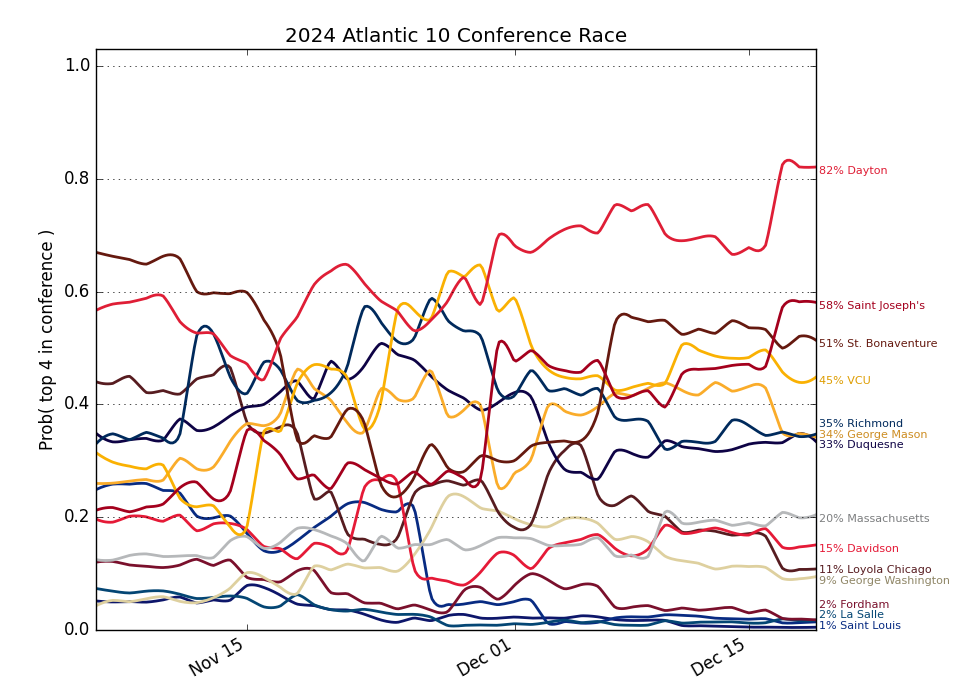 2024 Atlantic 10 Conference Race
Prob( top 4 in conference )
1.0
0.8
0.6
0.4
0.2
0.0
Nov 15
Dec 01
Dec 15
82% Dayton
58% Saint Joseph's
51% St. Bonaventure
45% VCU
35% Richmond
34% George Mason
33% Duquesne
20% Massachusetts
15% Davidson
11% Loyola Chicago
9% George Washington
2% Fordham
2% La Salle
1% Saint Louis